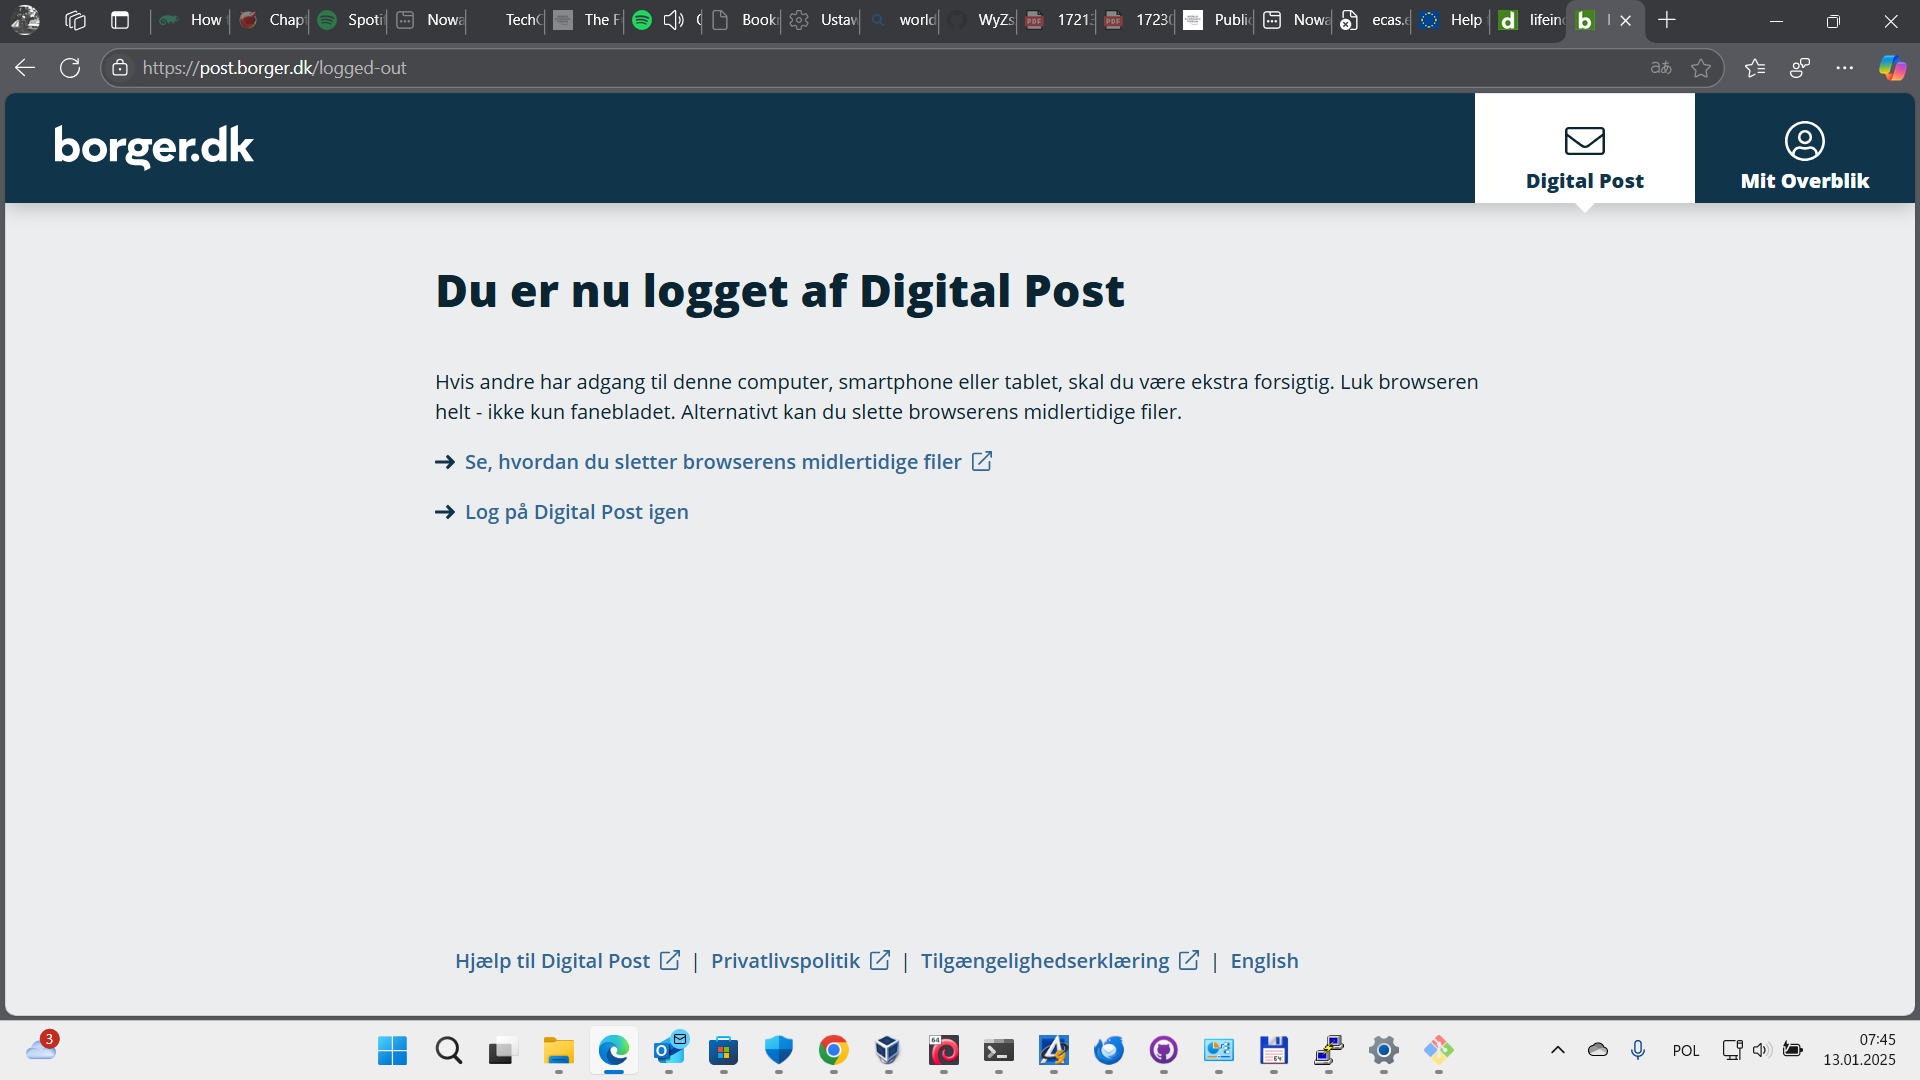 How
Chap
Spoti
Nowa
Tech
The F
Book
Ustaw
world
WyZs
1721
1723
Public
Nowa
ecas.e
Help
lifein
https://post.borger.dk/logged-out
borger.dk
Digital Post
Mit Overblik
Du er nu logget af Digital Post
Hvis andre har adgang til denne computer, smartphone eller tablet, skal du være ekstra forsigtig. Luk browseren
helt - ikke kun fanebladet. Alternativt kan du slette browserens midlertidige filer.
Se, hvordan du sletter browserens midlertidige filer
Log på Digital Post igen
Hjælp til Digital Post | Privatlivspolitik | Tilgængelighedserklæring | English
3
POL
07:45
13.01.2025